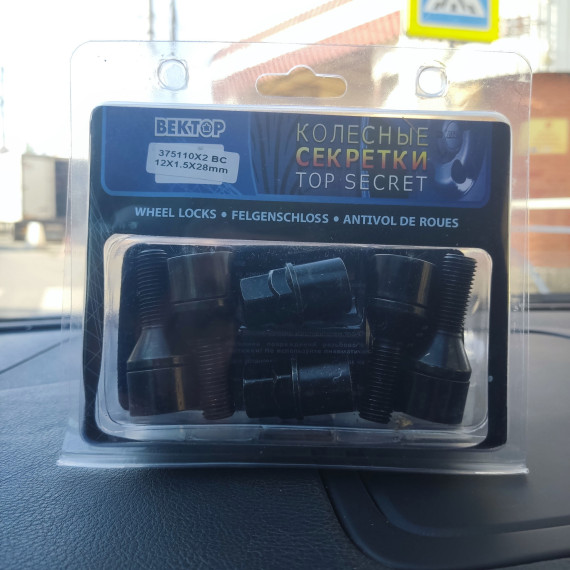 ВЕКТОР
375110X2 BC
12X1.5X28mm
КОЛЕСНЫЕ
СЕКРЕТКИ
TOP SECRET
WHEEL LOCKS • FELGENSCHLOSS • ANTIVOL DE ROUES